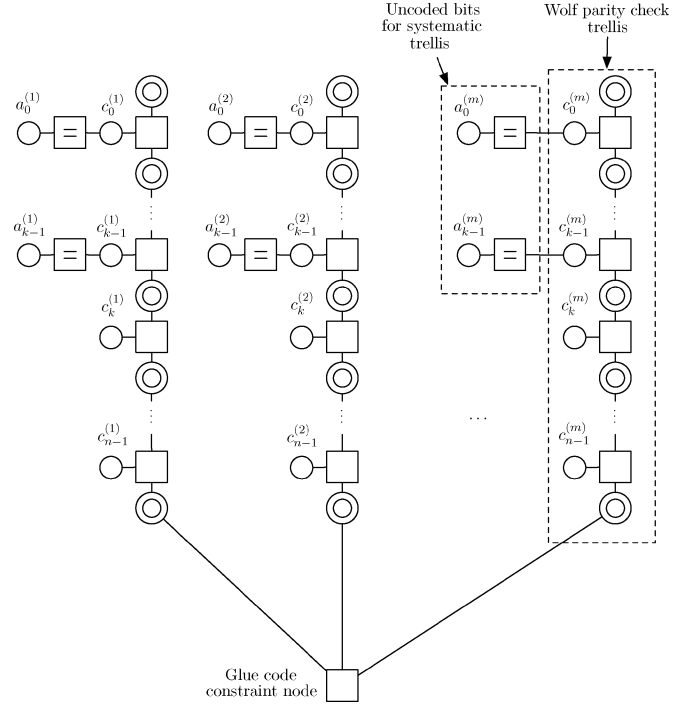 Uncoded bits
for systematic
trellis
Wolf parity check
trellis
a_0^{(1)} c_0^{(1)} a_0^{(2)} c_0^{(2)} a_0^{(m)} c_0^{(m)}
= = =
a_{k-1}^{(1)} c_{k-1}^{(1)} a_{k-1}^{(2)} c_{k-1}^{(2)} a_{k-1}^{(m)} c_{k-1}^{(m)}
= = =
c_k^{(1)} c_k^{(2)} c_k^{(m)}
...
c_{n-1}^{(1)} c_{n-1}^{(2)} c_{n-1}^{(m)}
Glue code
constraint node